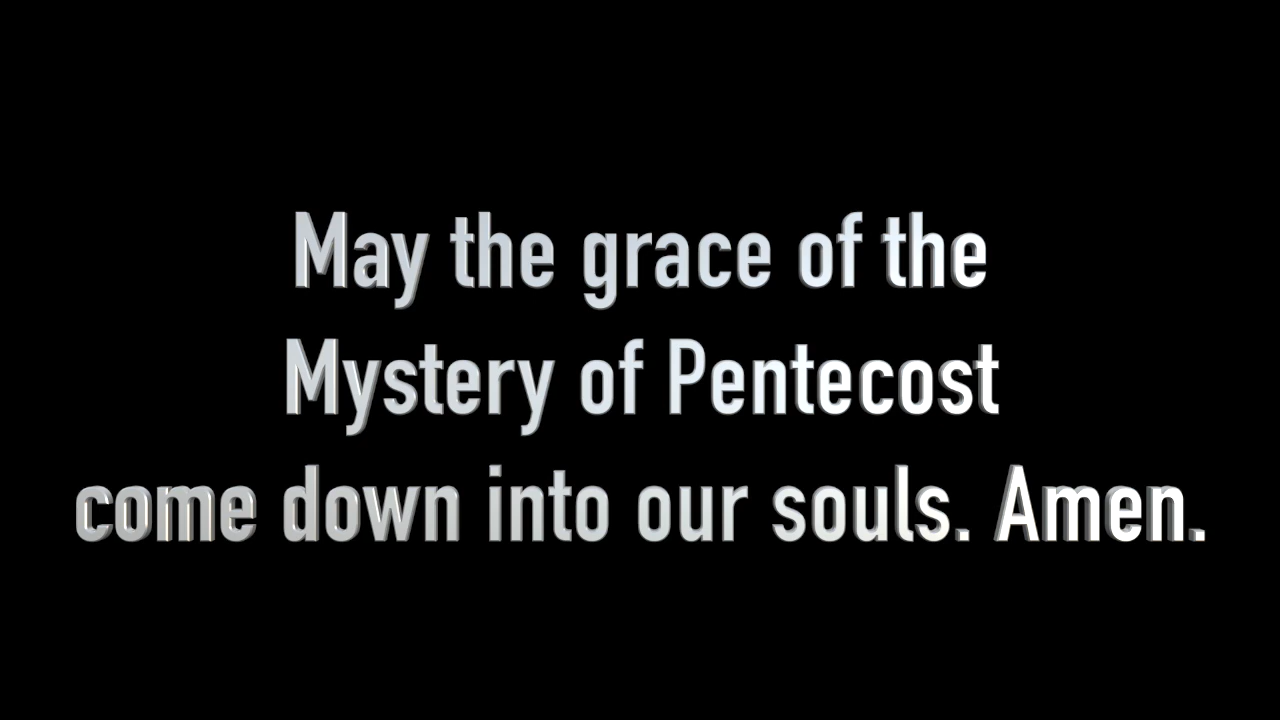 May the grace of the
Mystery of Pentecost
come down into our souls. Amen.